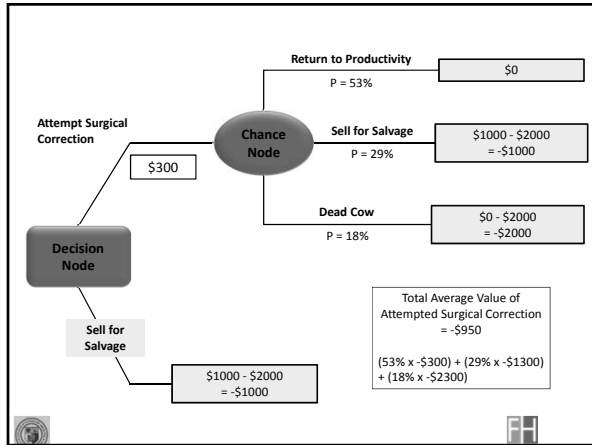 Return to Productivity
P = 53%
$0
Attempt Surgical
Correction
$300
Chance
Node
Sell for Salvage
P = 29%
$1000 - $2000
= -$1000
Dead Cow
P = 18%
$0 - $2000
= -$2000
Decision
Node
Sell for
Salvage
$1000 - $2000
= -$1000
Total Average Value of
Attempted Surgical Correction
= -$950
(53% x -$300) + (29% x -$1300)
+ (18% x -$2300)
FH